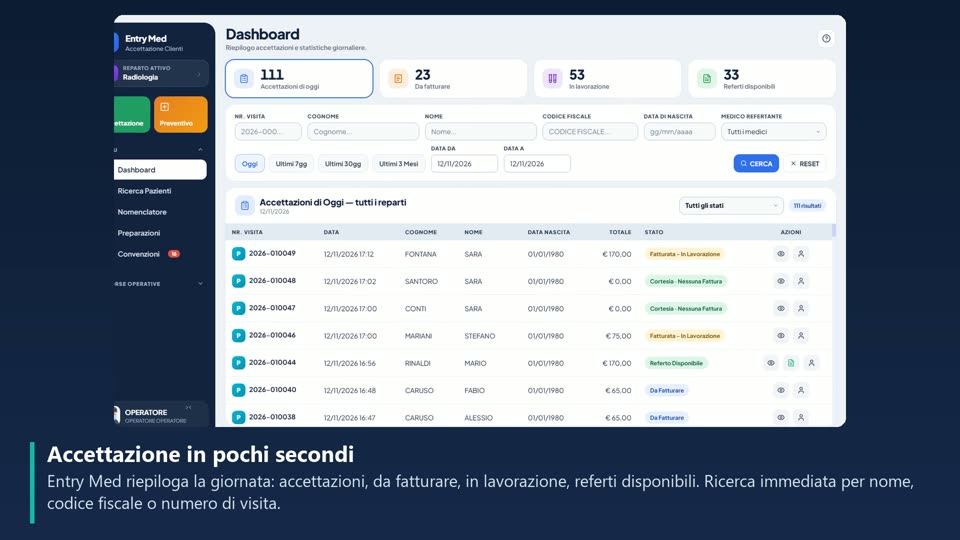 Entry Med
Accettazione Clienti
REPARTO ATTIVO
Radiologia
Preventivo
Dashboard
Ricerca Pazienti
Nomenclatore
Preparazioni
Convenzioni 16
OPERATORE
OPERATORE OPERATORE
Dashboard
Riepilogo accettazioni e statistiche giornaliere.
111
Accettazioni di oggi
23
Da fatturare
53
In lavorazione
33
Referti disponibili
NR. VISITA COGNOME NOME CODICE FISCALE DATA DI NASCITA MEDICO REFERTANTE
2026-000... Cognome... Nome... CODICE FISCALE... gg/mm/aaaa Tutti i medici
DATA DA DATA A
Oggi Ultimi 7gg Ultimi 30gg Ultimi 3 Mesi 12/11/2026 12/11/2026 CERCA RESET
Accettazioni di Oggi — tutti i reparti
12/11/2026
Tutti gli stati 111 risultati
NR. VISITA DATA COGNOME NOME DATA NASCITA TOTALE STATO AZIONI
P 2026-010049 12/11/2026 17:12 FONTANA SARA 01/01/1980 € 170,00 Fatturata - In Lavorazione
P 2026-010048 12/11/2026 17:02 SANTORO SARA 01/01/1980 € 0,00 Cortesia · Nessuna Fattura
P 2026-010047 12/11/2026 17:00 CONTI SARA 01/01/1980 € 0,00 Cortesia · Nessuna Fattura
P 2026-010046 12/11/2026 17:00 MARIANI STEFANO 01/01/1980 € 75,00 Fatturata - In Lavorazione
P 2026-010044 12/11/2026 16:56 RINALDI MARIO 01/01/1980 € 170,00 Referto Disponibile
P 2026-010040 12/11/2026 16:48 CARUSO FABIO 01/01/1980 € 65,00 Da Fatturare
P 2026-010038 12/11/2026 16:47 CARUSO ALESSIO 01/01/1980 € 65,00 Da Fatturare
Accettazione in pochi secondi
Entry Med riepiloga la giornata: accettazioni, da fatturare, in lavorazione, referti disponibili. Ricerca immediata per nome,
codice fiscale o numero di visita.